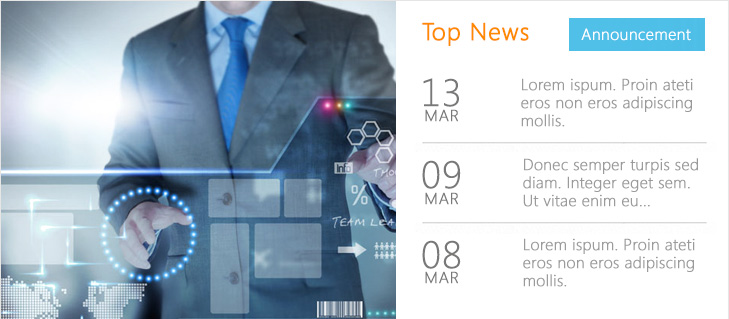 Top News
Announcement
13
MAR
Lorem ispum. Proin ateti
eros non eros adipiscing
mollis.
09
MAR
Donec semper turpis sed
diam. Integer eget sem.
Ut vitae enim eu...
08
MAR
Lorem ispum. Proin ateti
eros non eros adipiscing
mollis.
%
TEAM LEA